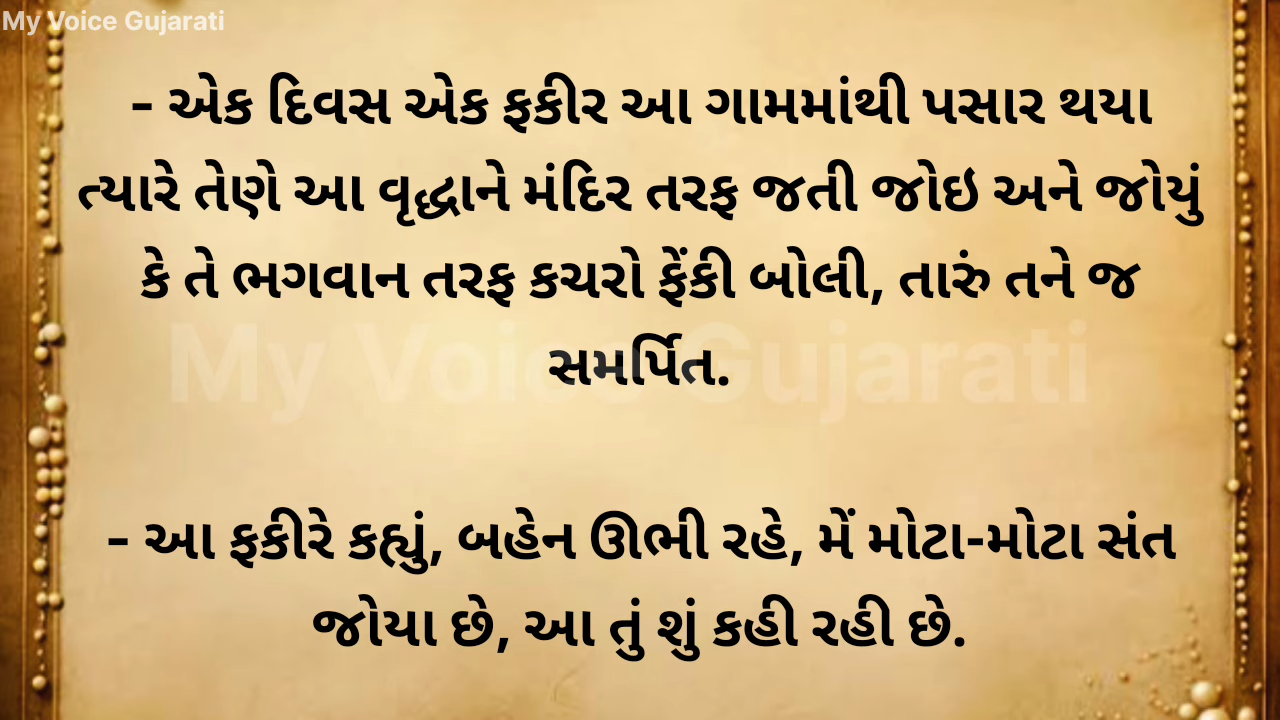 My Voice Gujarati
– એક દિવસ એક ફકીર આ ગામમાંથી પસાર થયા
ત્યારે તેણે આ વૃદ્ધાને મંદિર તરફ જતી જોઇ અને જોયું
કે તે ભગવાન તરફ કચરો ફેંકી બોલી, તારું તને જ
My Voice Gujarati
સમર્પિત.
– આ ફકીરે કહ્યું, બહેન ઊભી રહે, મેં મોટા-મોટા સંત
જોયા છે, આ તું શું કહી રહી છે.